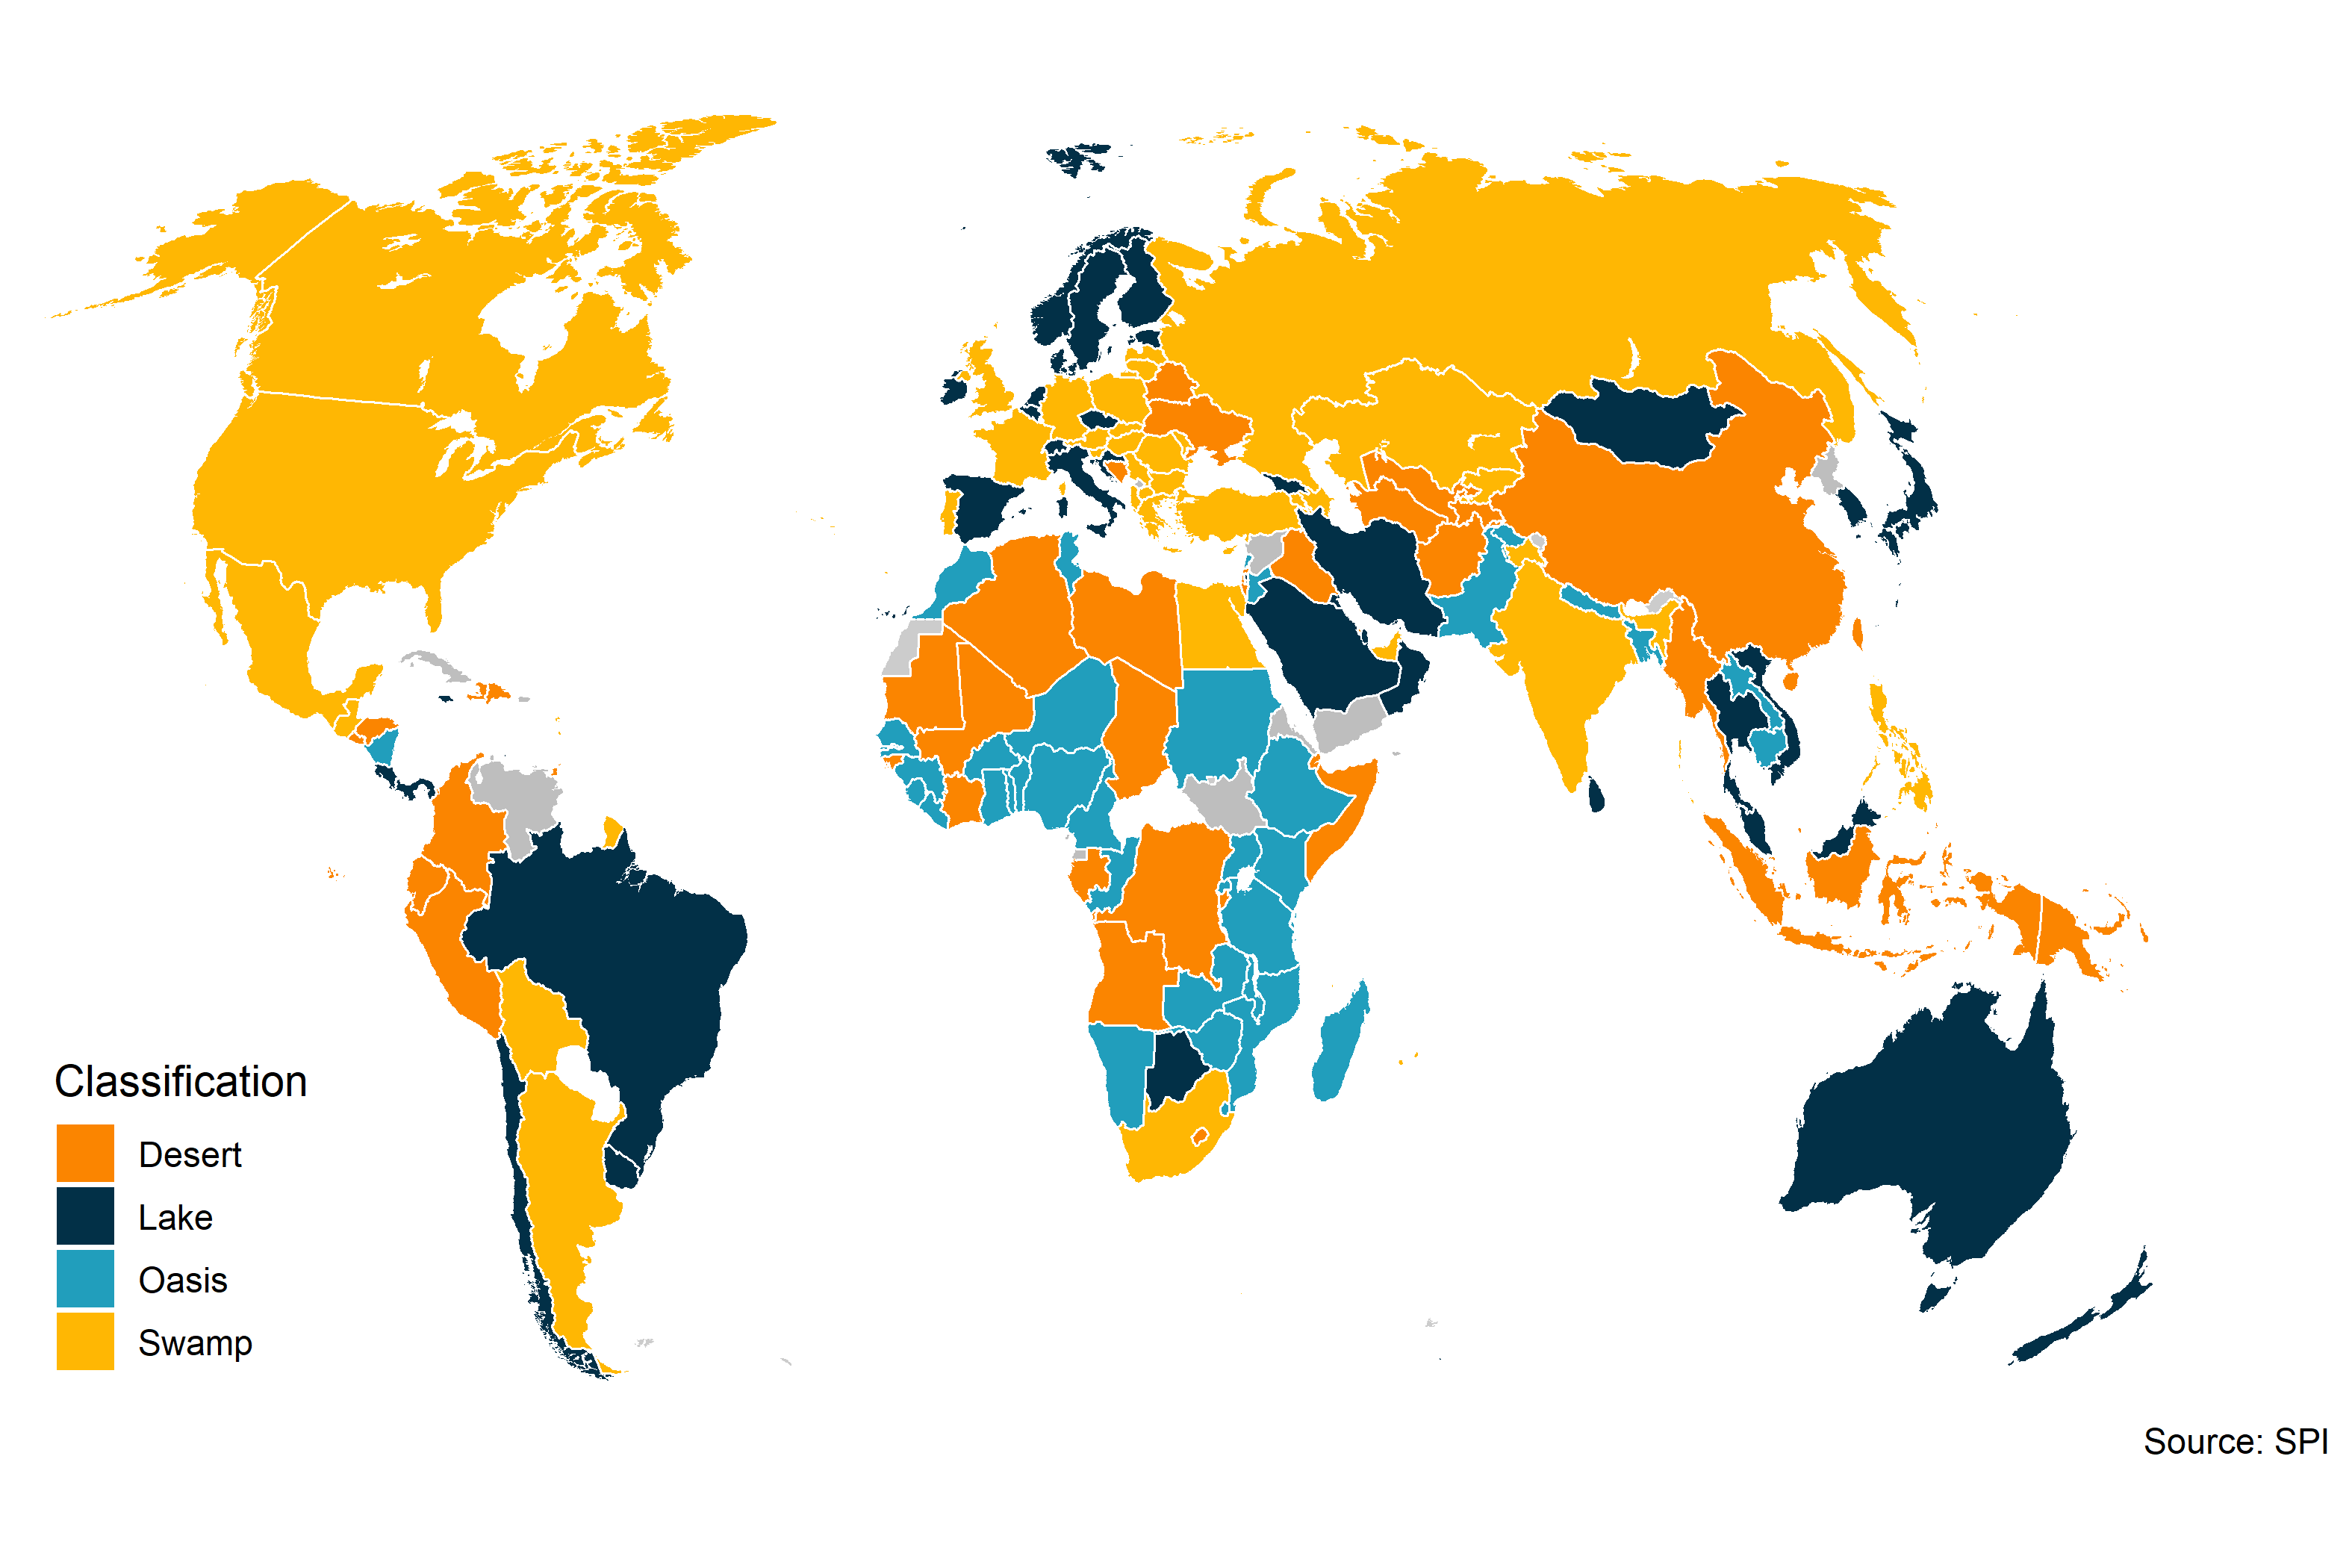 Classification
Desert
Lake
Oasis
Swamp
Source: SPI